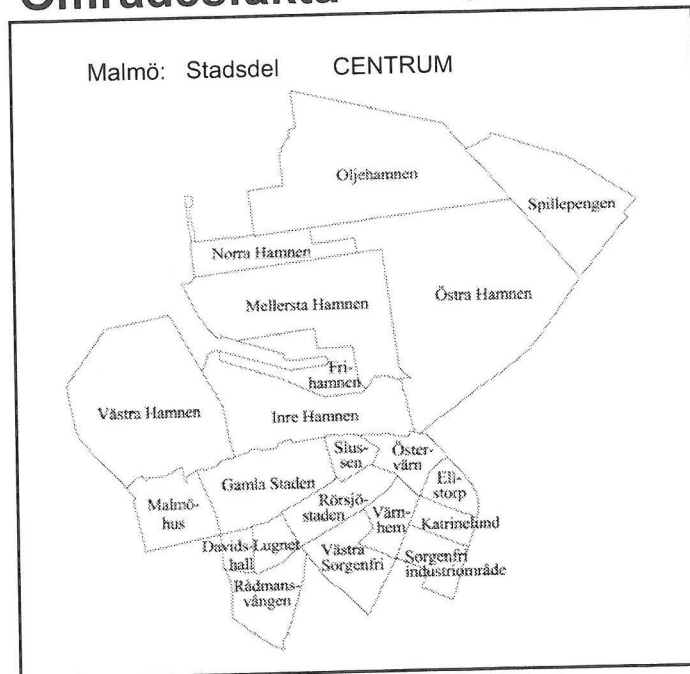 Områdesfakta
Malmö: Stadsdel CENTRUM
Oljehamnen
Spillepengen
Norra Hamnen
Östra Hamnen
Mellersta Hamnen
Fri-
hamnen
Västra Hamnen
Inre Hamnen
Slus-
sen
Öster-
värn
Gamla Staden
Ell-
storp
Malmö-
hus
Rörsjö-
staden
Värn-
hem
Katrinelund
Davids-
hall
Lugnet
Västra
Sorgenfri
Sorgenfri
industriområde
Rådmans-
vången